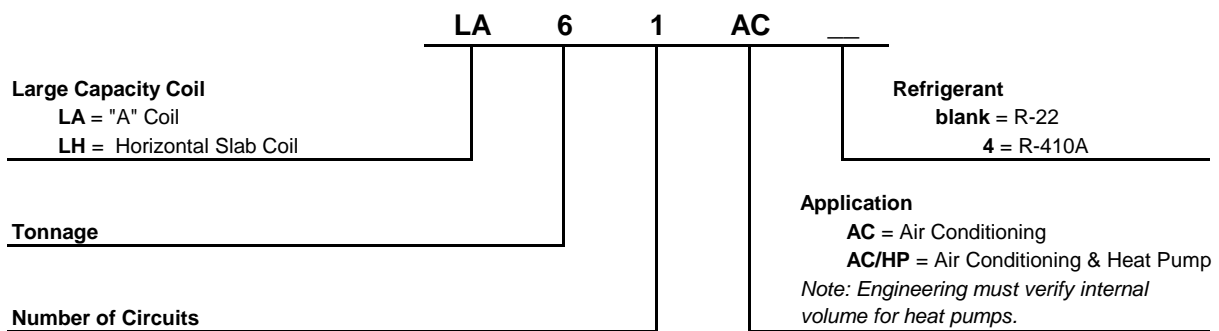 LA 6 1 AC __
Large Capacity Coil
LA = "A" Coil
LH = Horizontal Slab Coil
Tonnage
Number of Circuits
Refrigerant
blank = R-22
4 = R-410A
Application
AC = Air Conditioning
AC/HP = Air Conditioning & Heat Pump
Note: Engineering must verify internal
volume for heat pumps.